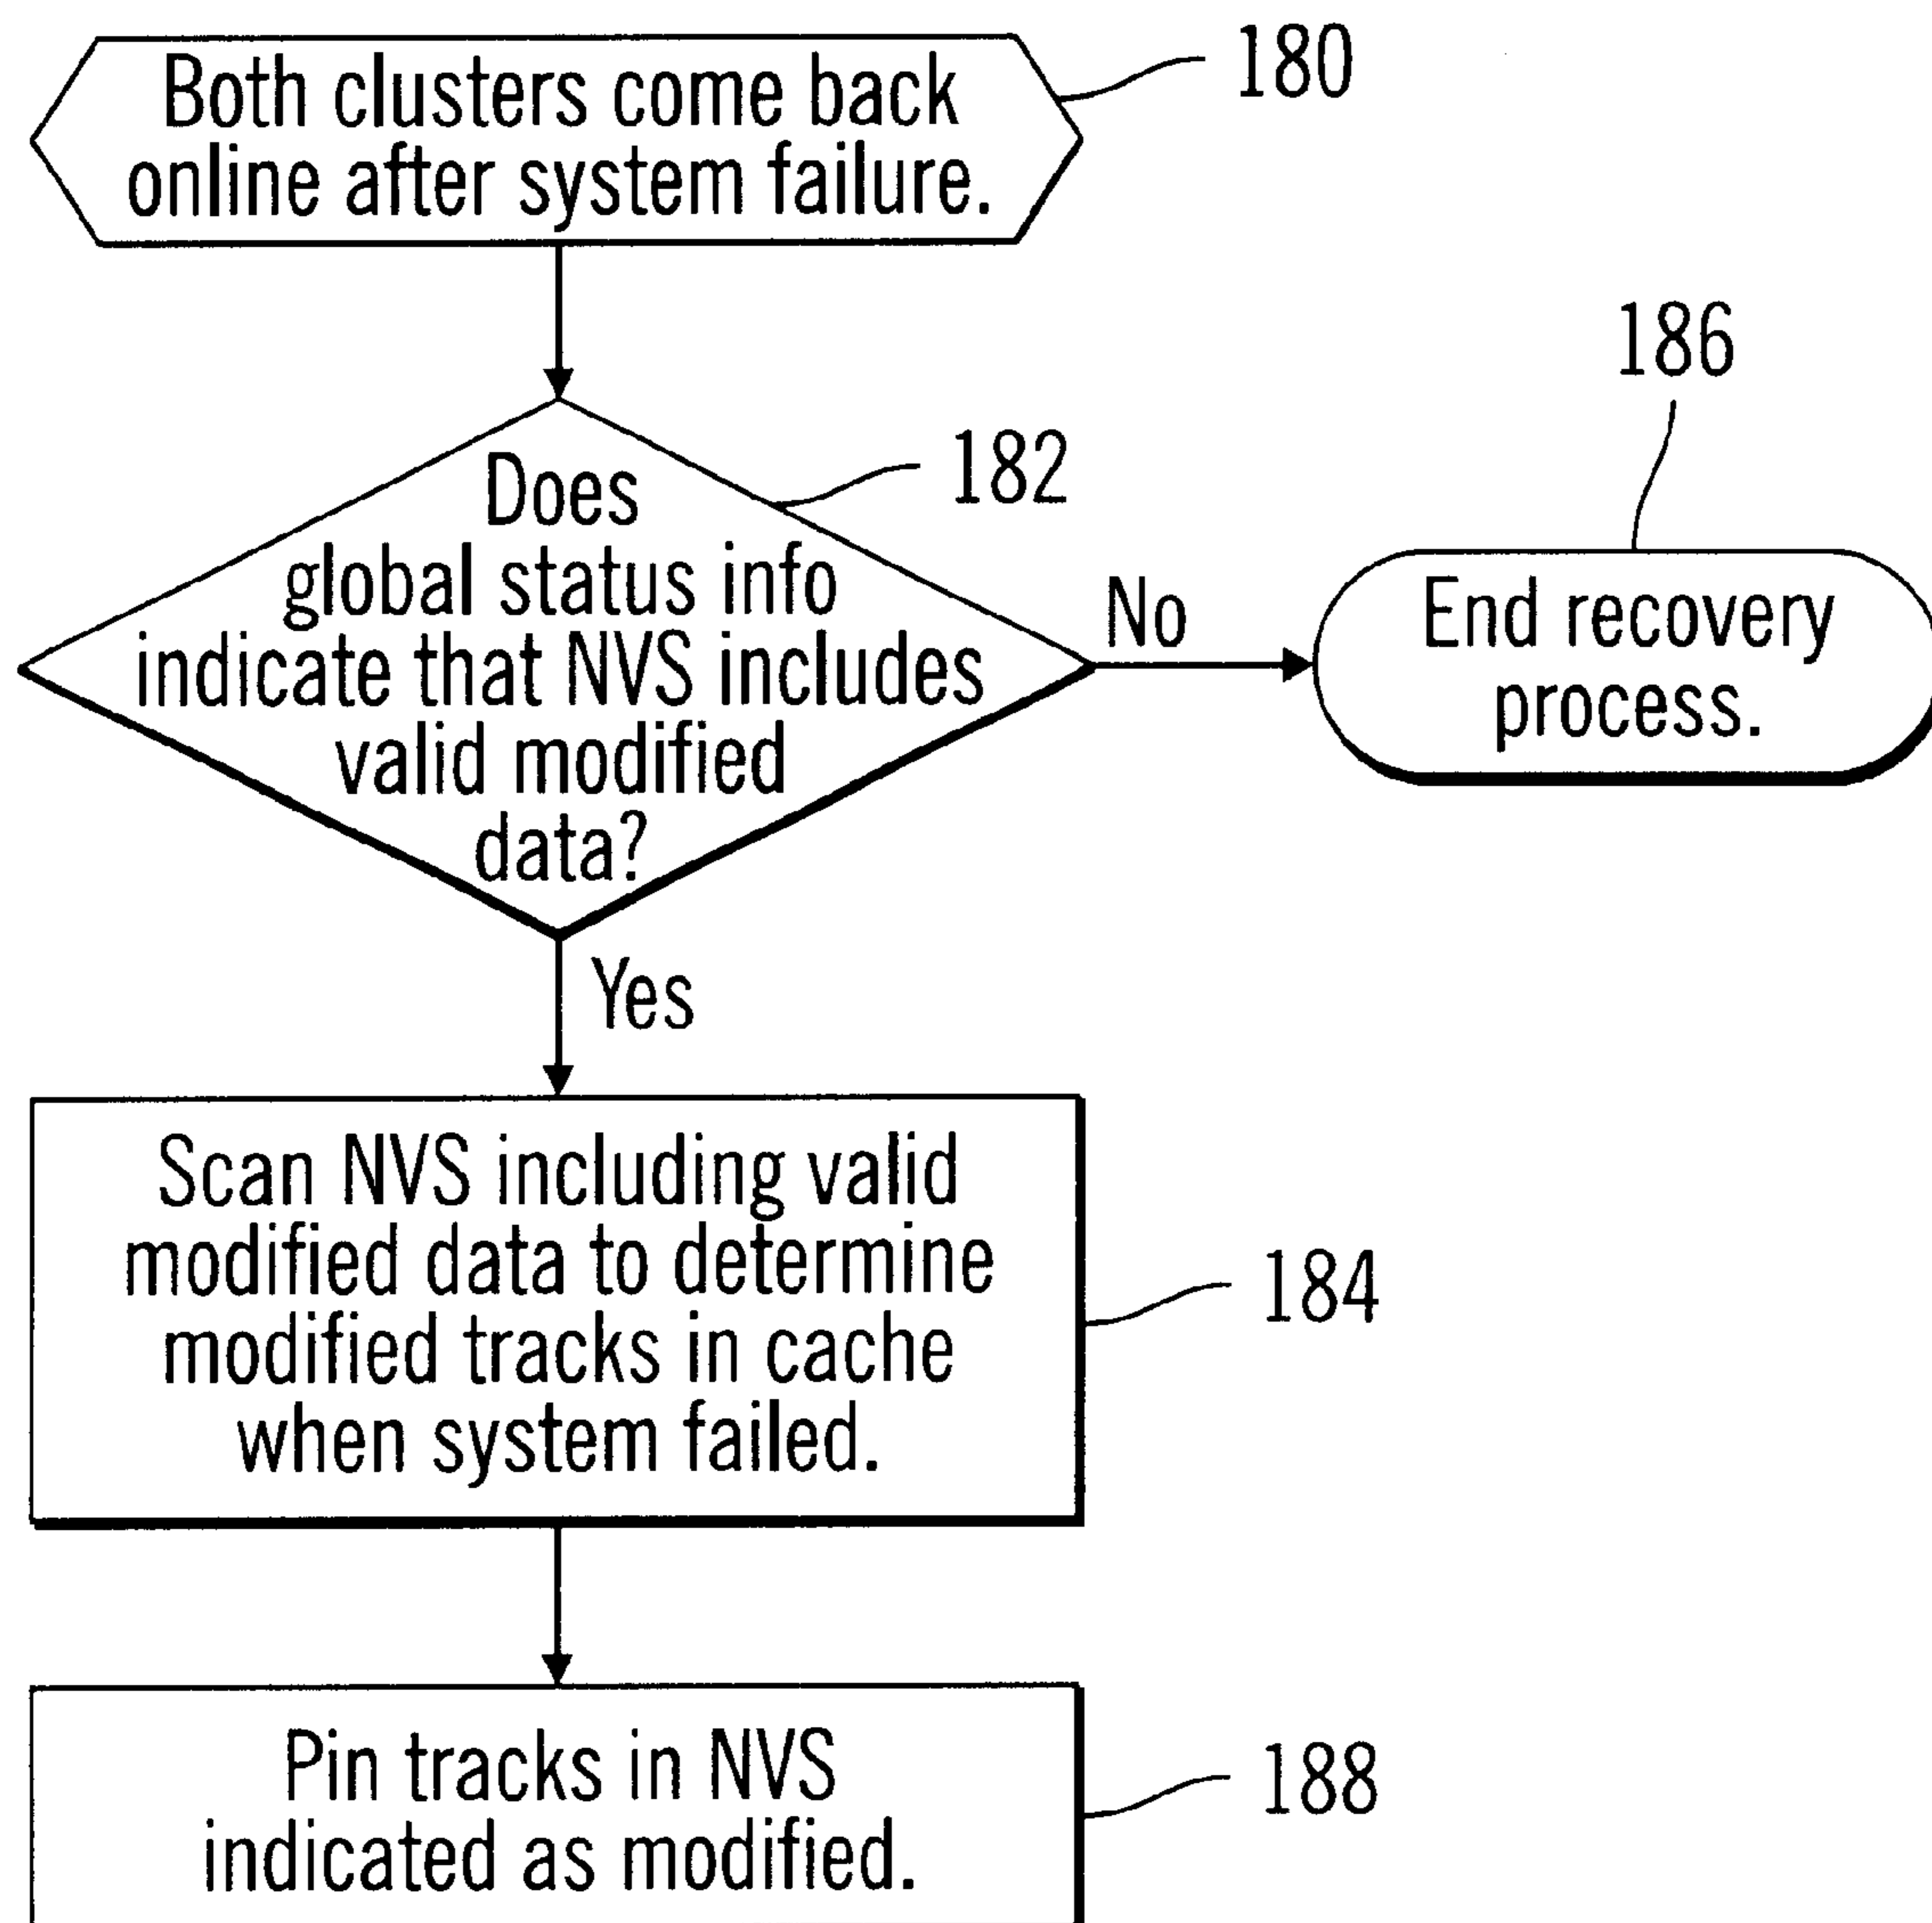 Both clusters come back
online after system failure.
180
Does
global status info
indicate that NVS includes
valid modified
data?
182
No
186
End recovery
process.
Yes
Scan NVS including valid
modified data to determine
modified tracks in cache
when system failed.
184
Pin tracks in NVS
indicated as modified.
188